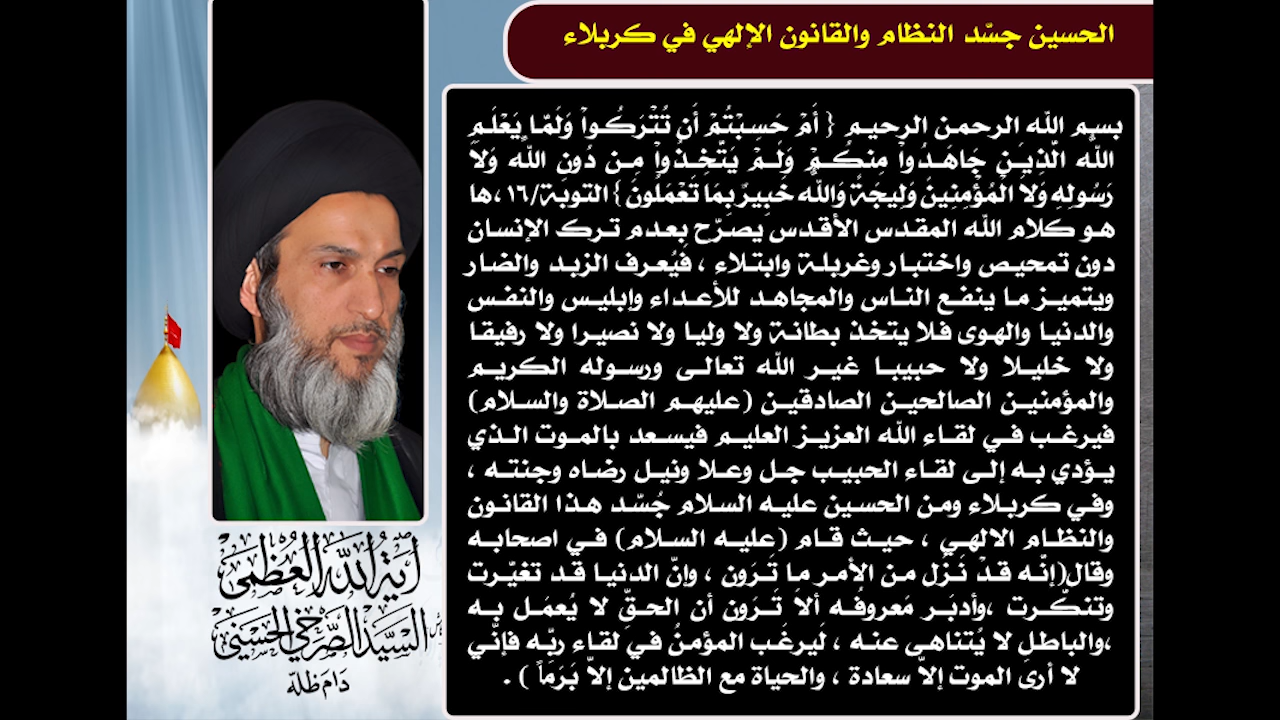 الحسين جسّد النظام والقانون الإلهي في كربلاء
بسم الله الرحمن الرحيم { أَمْ حَسِبْتُمْ أَن تُتْرَكُواْ وَلَمَّا يَعْلَمِ
اللّهُ الَّذِينَ جَاهَدُواْ مِنكُمْ وَلَمْ يَتَّخِذُواْ مِن دُونِ اللّهِ وَلاَ
رَسُولِهِ وَلاَ الْمُؤْمِنِينَ وَلِيجَةً وَاللّهُ خَبِيرٌ بِمَا تَعْمَلُونَ} التوبة/١٦،ها
هو كلام الله المقدس الأقدس يصرّح بعدم ترك الإنسان
دون تمحيص واختبار وغربلة وابتلاء ، فيُعرف الزبد والضار
ويتميز ما ينفع الناس والمجاهد للأعداء وإبليس والنفس
والدنيا والهوى فلا يتخذ بطانة ولا وليا ولا نصيرا ولا رفيقا
ولا خليلا ولا حبيبا غير الله تعالى ورسوله الكريم
والمؤمنين الصالحين الصادقين (عليهم الصلاة والسلام)
فيرغب في لقاء الله العزيز العليم فيسعد بالموت الذي
يؤدي به إلى لقاء الحبيب جل وعلا ونيل رضاه وجنته ،
وفي كربلاء ومن الحسين عليه السلام جُسّد هذا القانون
والنظام الالهي ، حيث قام (عليه السلام) في اصحابه
وقال(إنّه قدْ نَزَل من الأمر ما تَرَون ، وإنّ الدنيا قد تغيّرت
وتنكّرت ،وأدبَر مَعروفُه ألاَ تَرَون أن الحقّ لا يُعمَل به
،والباطل لا يُتناهى عنه ، لَيرغَب المؤمنُ في لقاء ربّه فإنّي
لا أرىَ الموت إلاّ سعادة ، والحياة مع الظالمين إلاّ بَرَماً ) .
آية الله العظمى
السيد الصرخي الحسني
دام ظله